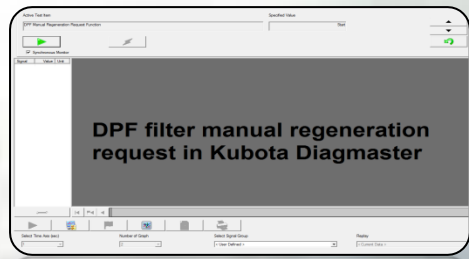 Active Test Item
Specified Value
DPF Manual Regeneration Request Function
Start
Synchronous Monitor
Signal Value Unit
DPF filter manual regeneration
request in Kubota Diagmaster
Select Time Axis (sec)
Number of Graph
Select Signal Group
Replay
< User Defined >
< Current Data >